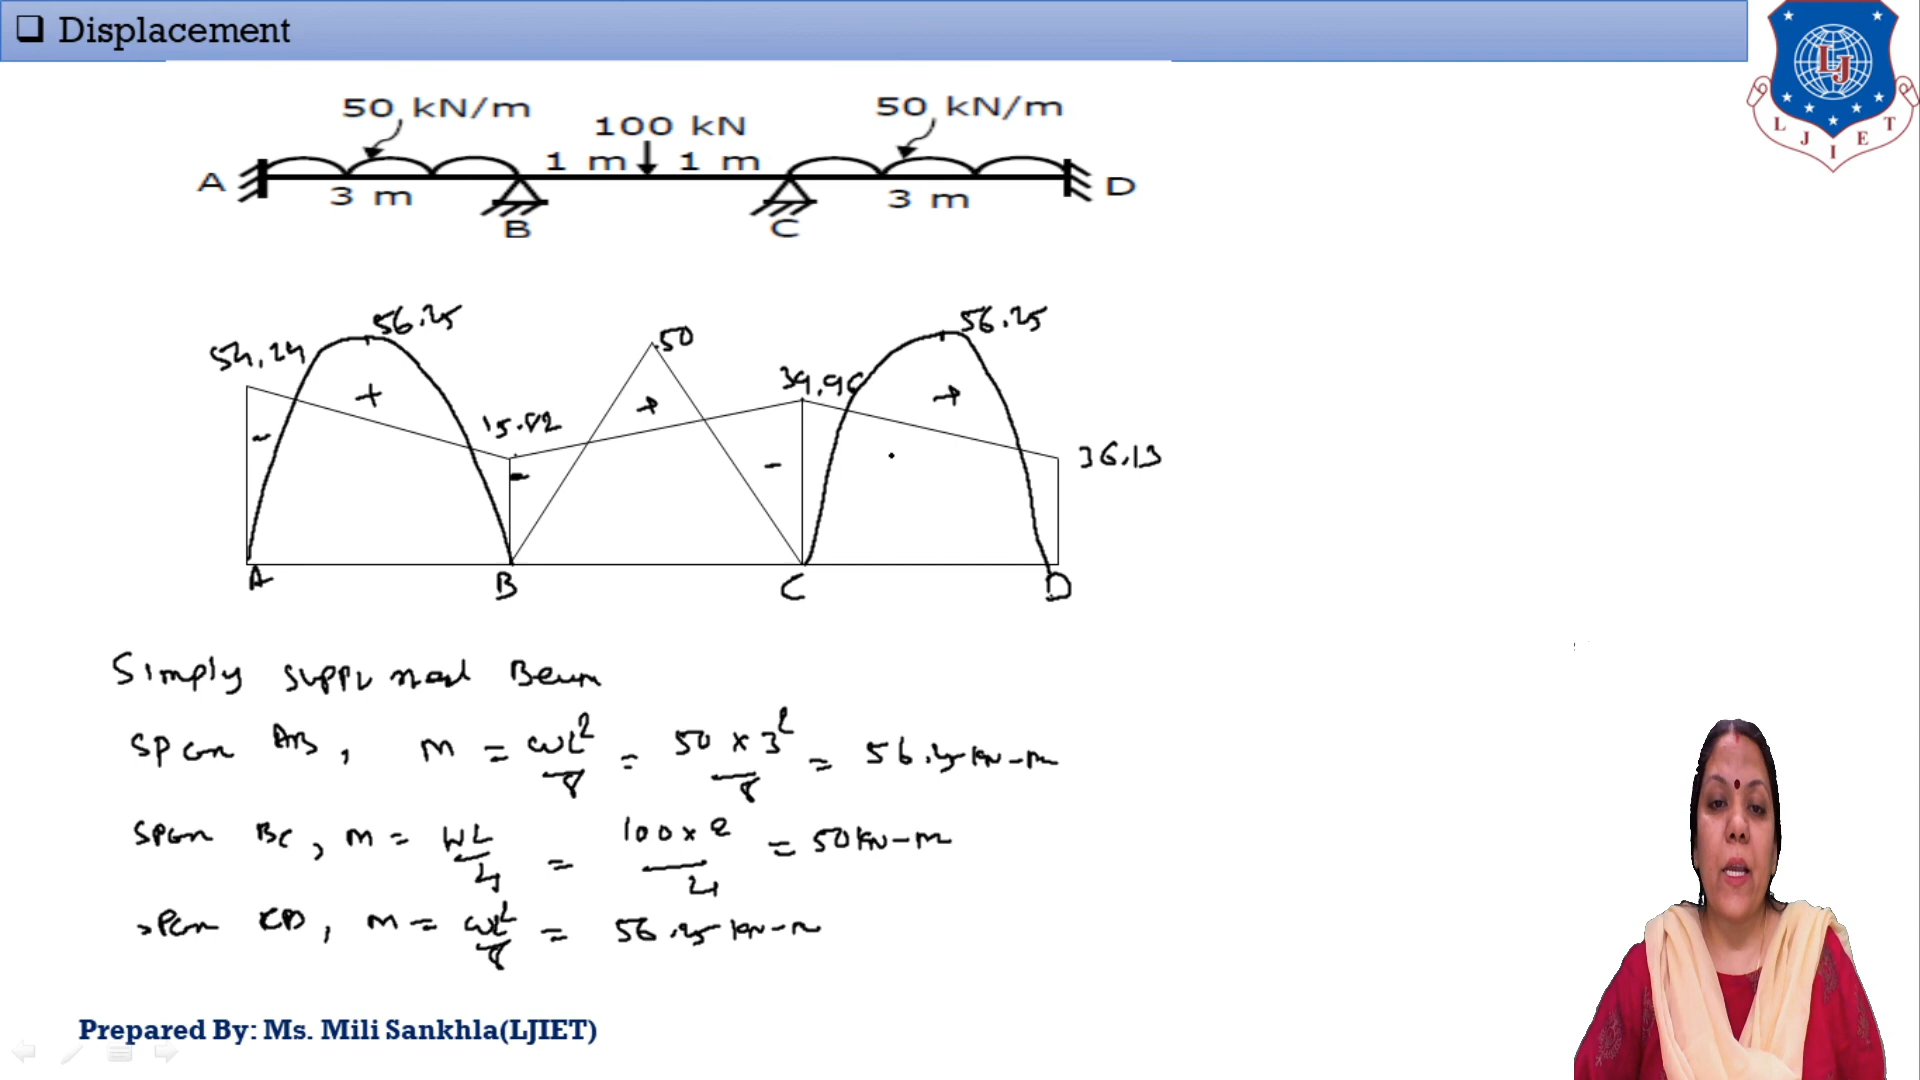 Displacement
50 kN/m
100 kN
50 kN/m
1 m 1 m
A
3 m
3 m
D
B
C
L J I E T
LJ
56.25
50
56.25
54.24
39.96
15.82
36.13
+
+
+
-
-
-
A B C D
Simply supported Beam
Span AB, M = wL²/8 = 50 x 3²/8 = 56.25 kN-m
Span BC, M = WL/4 = 100 x 2/4 = 50 kN-m
Span CD, M = wL²/8 = 56.25 kN-m
Prepared By: Ms. Mili Sankhla(LJIET)